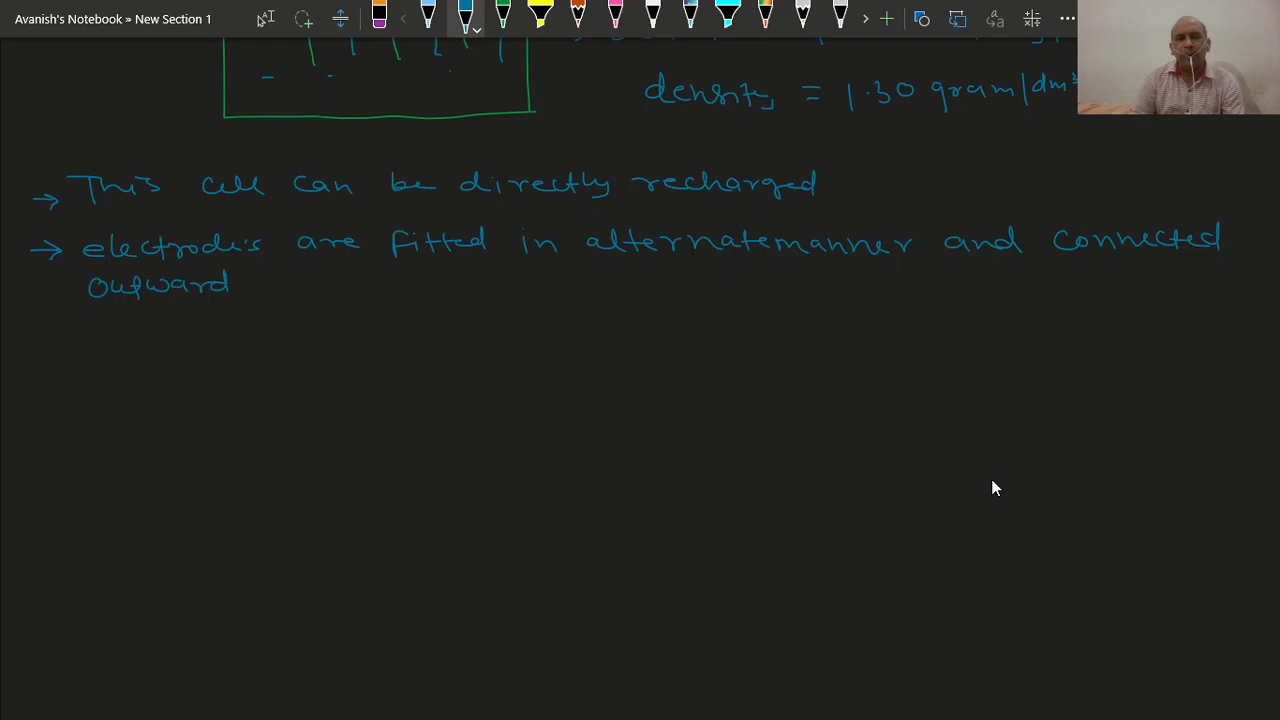 Avanish's Notebook » New Section 1
density = 1.30 gram/dm³
→ This cell can be directly recharged
→ electrodes are fitted in alternatemanner and connected
outward